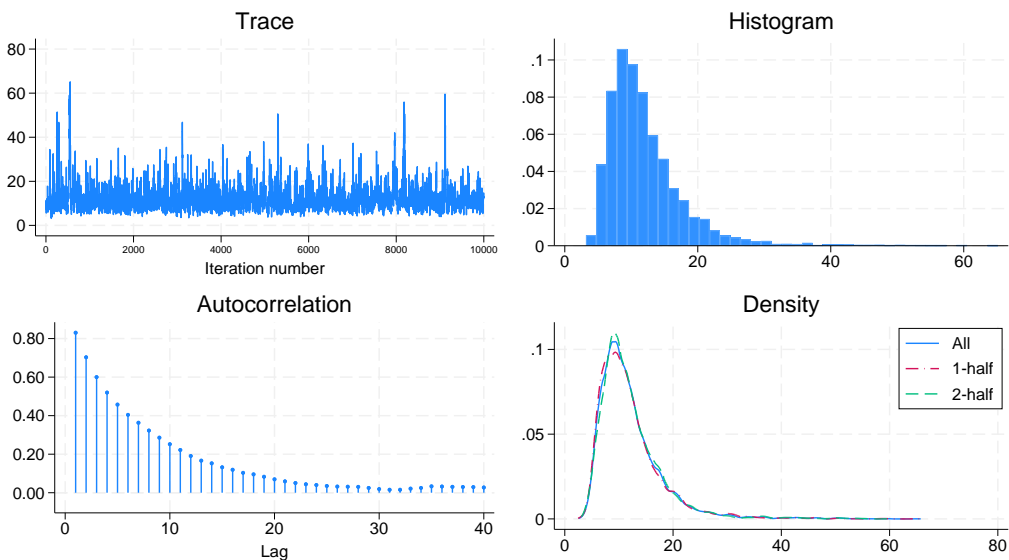 Trace
80
60
40
20
0
0 2000 4000 6000 8000 10000
Iteration number
Histogram
.1
.08
.06
.04
.02
0
0 20 40 60
Autocorrelation
0.80
0.60
0.40
0.20
0.00
0 10 20 30 40
Lag
Density
.1
.05
0
0 20 40 60 80
All
1-half
2-half